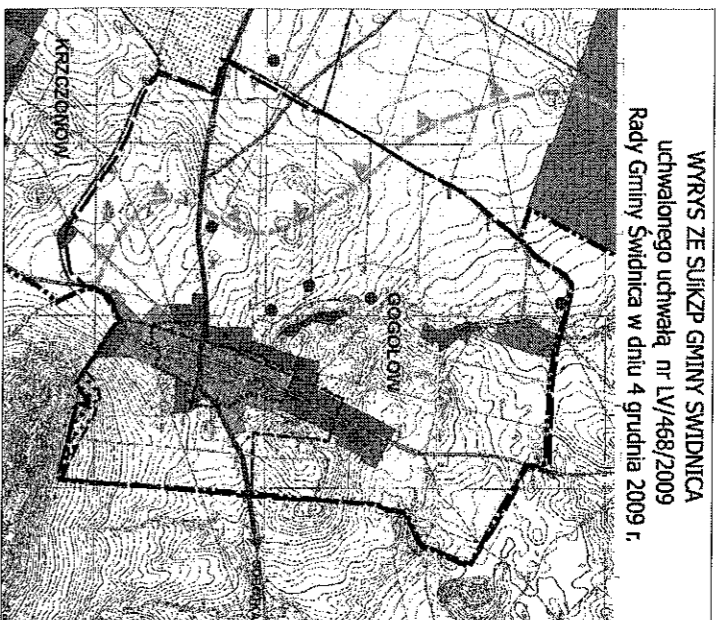 WYRYS ZE SUiKZP GMINY ŚWIDNICA
uchwalonego uchwałą nr LV/468/2009
Rady Gminy Świdnica w dniu 4 grudnia 2009 r.
GOGOŁÓW
KRZCZONÓW